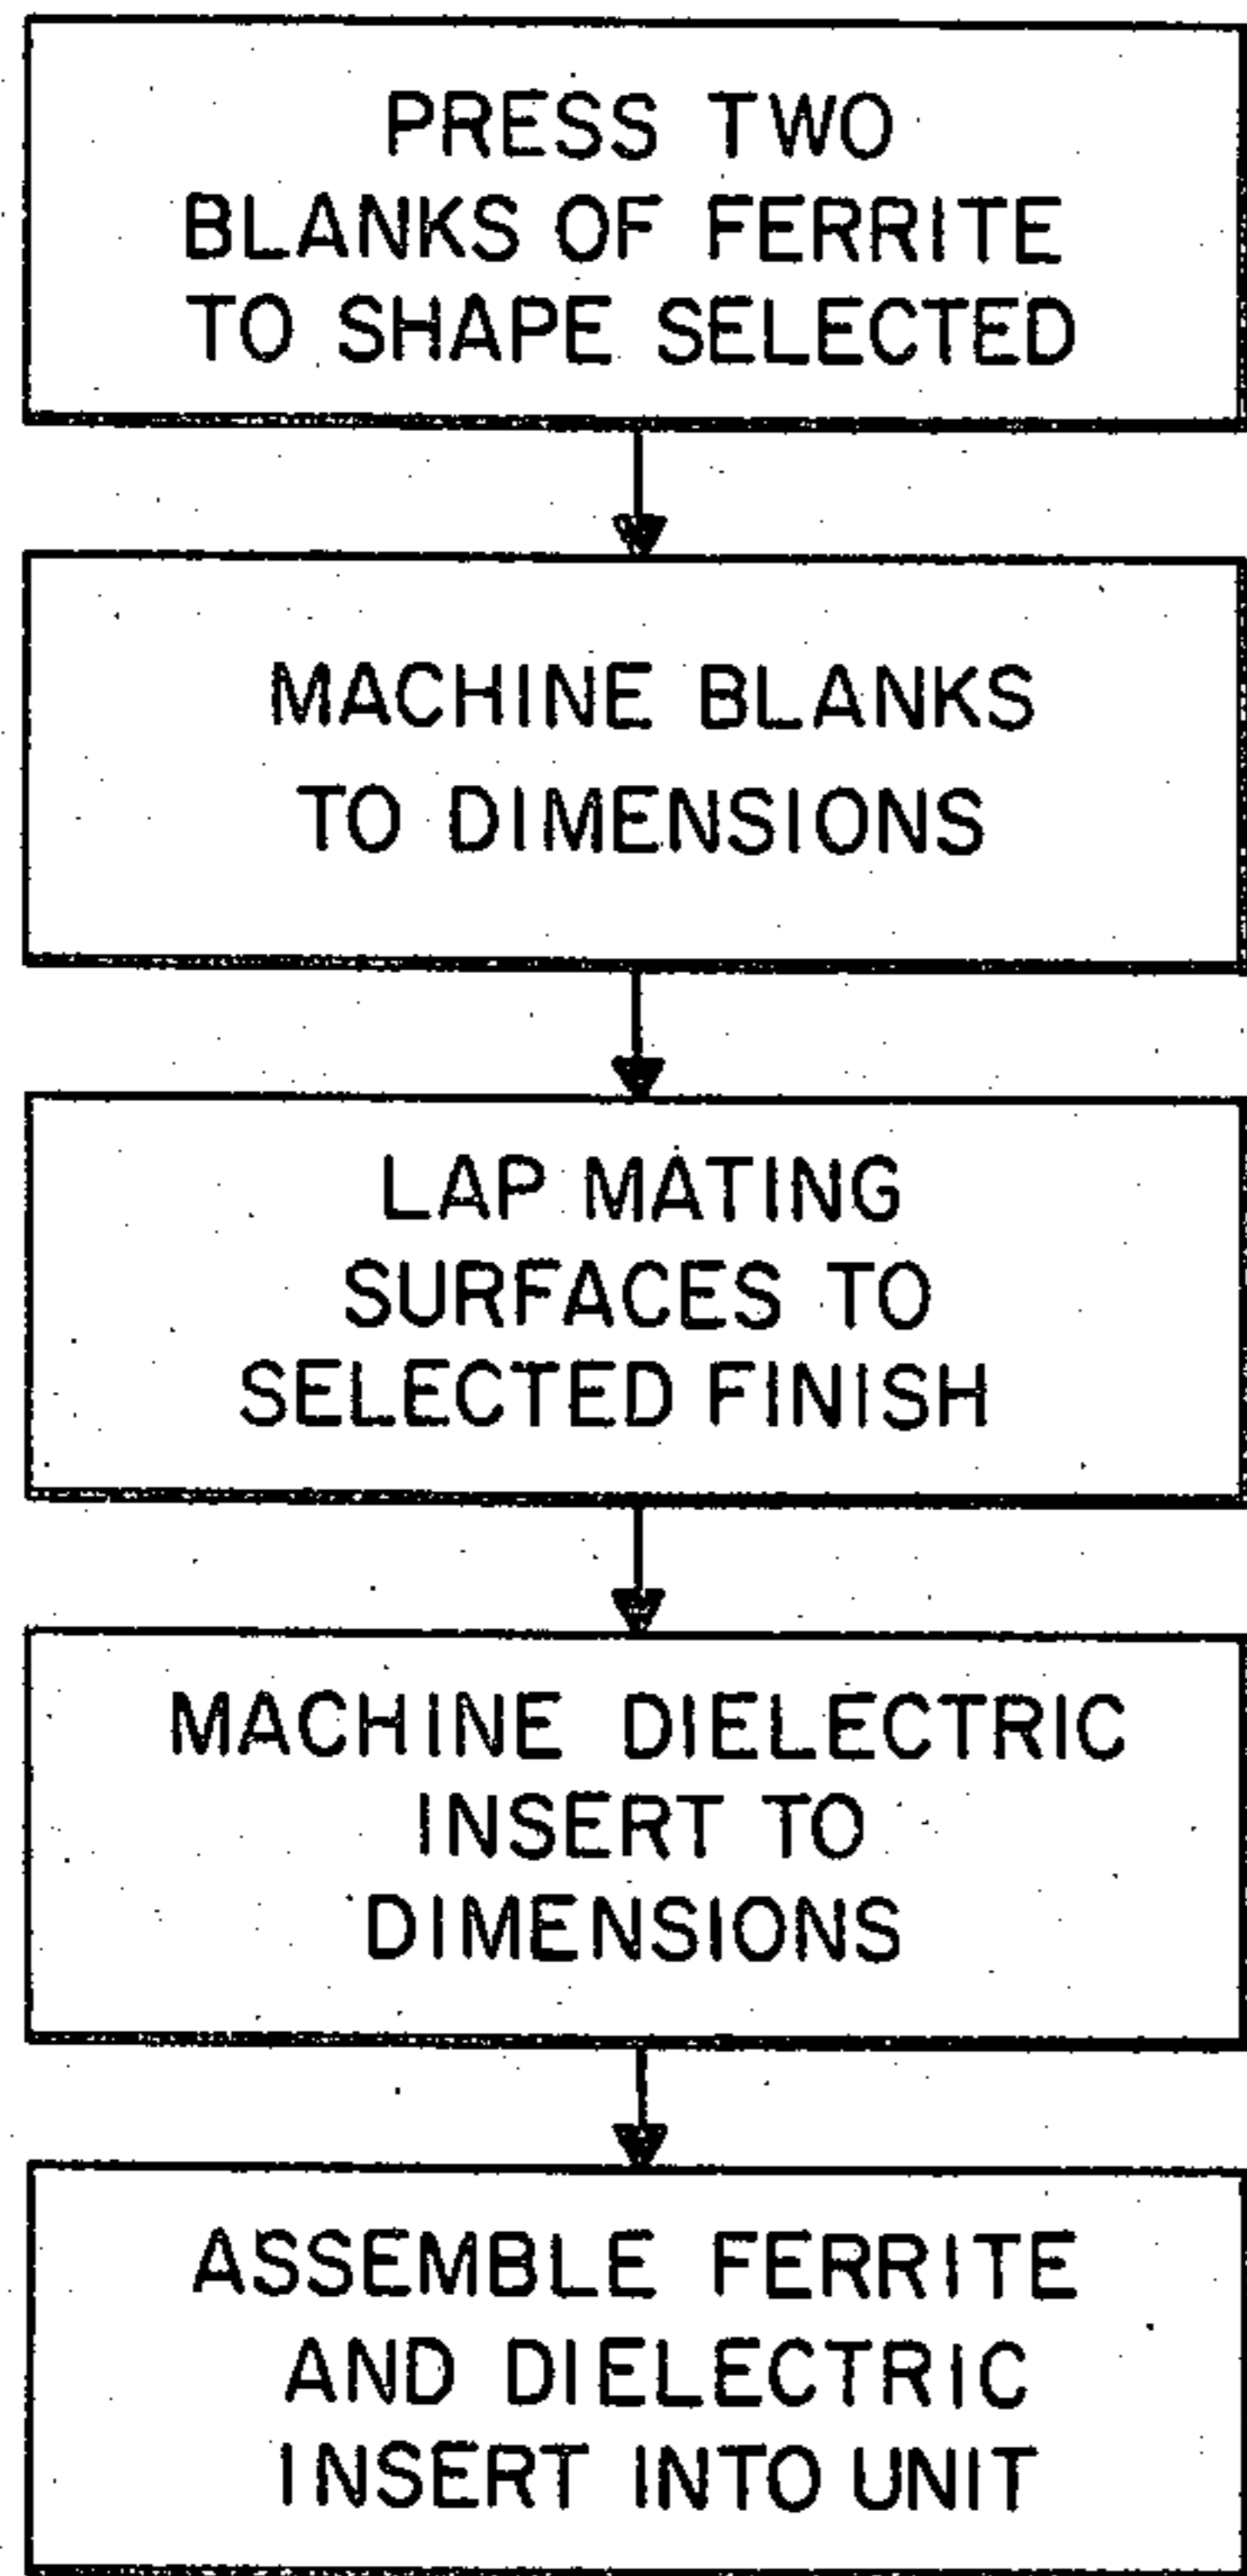 PRESS TWO
BLANKS OF FERRITE
TO SHAPE SELECTED
MACHINE BLANKS
TO DIMENSIONS
LAP MATING
SURFACES TO
SELECTED FINISH
MACHINE DIELECTRIC
INSERT TO
DIMENSIONS
ASSEMBLE FERRITE
AND DIELECTRIC
INSERT INTO UNIT